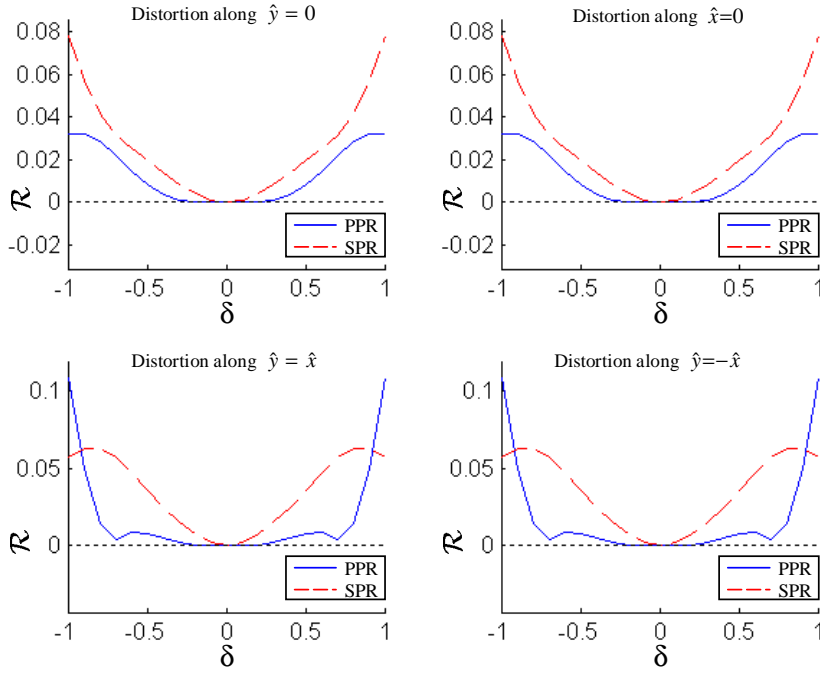 Distortion along ŷ = 0
0.08
0.06
0.04
0.02
0
-0.02
ℛ
PPR
SPR
-1 -0.5 0 0.5 1
δ
Distortion along x̂=0
0.08
0.06
0.04
0.02
0
-0.02
ℛ
PPR
SPR
-1 -0.5 0 0.5 1
δ
Distortion along ŷ = x̂
0.1
0.05
0
ℛ
PPR
SPR
-1 -0.5 0 0.5 1
δ
Distortion along ŷ=−x̂
0.1
0.05
0
ℛ
PPR
SPR
-1 -0.5 0 0.5 1
δ